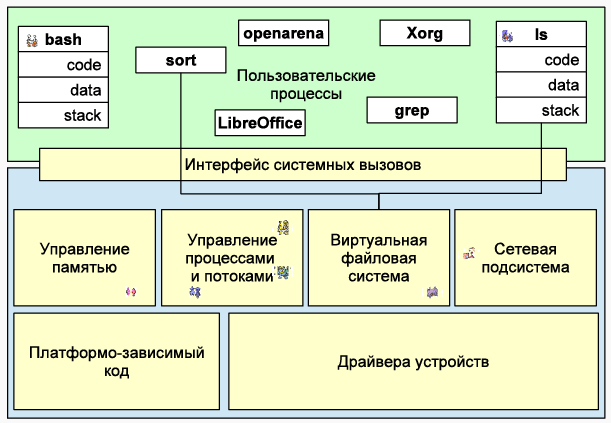 openarena
Xorg
bash
code
data
stack
sort
ls
code
data
stack
Пользовательские
процессы
LibreOffice
grep
Интерфейс системных вызовов
Управление
памятью
Управление
процессами
и потоками
Виртуальная
файловая
система
Сетевая
подсистема
Платформо-зависимый
код
Драйвера устройств